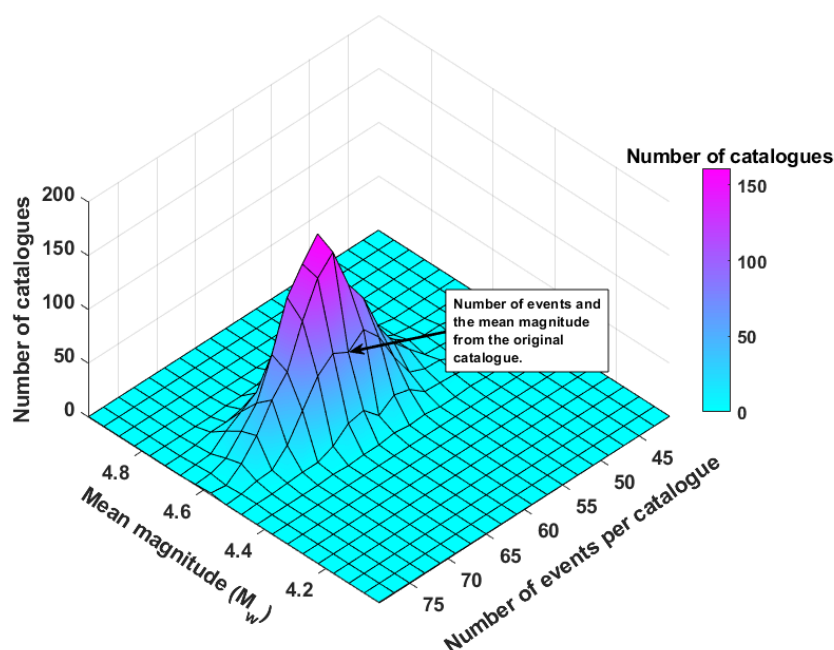 Number of catalogues
200
150
100
50
0
Number of catalogues
150
100
50
0
Number of events and
the mean magnitude
from the original
catalogue.
4.8
4.6
4.4
4.2
Mean magnitude (Mw)
45
50
55
60
65
70
75
Number of events per catalogue